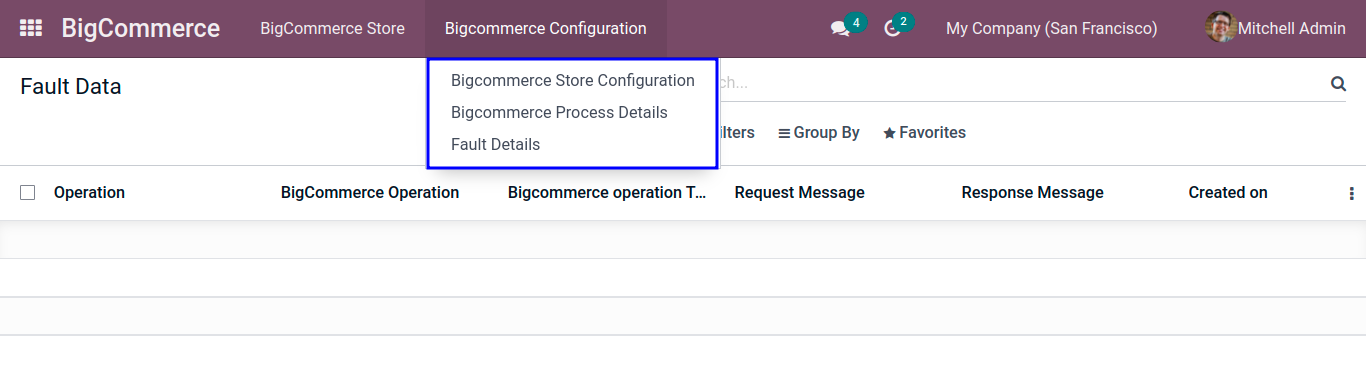 BigCommerce BigCommerce Store Bigcommerce Configuration 4 2 My Company (San Francisco) Mitchell Admin
Fault Data
Bigcommerce Store Configuration
Bigcommerce Process Details
Fault Details
ch...
lters Group By Favorites
Operation BigCommerce Operation Bigcommerce operation T... Request Message Response Message Created on